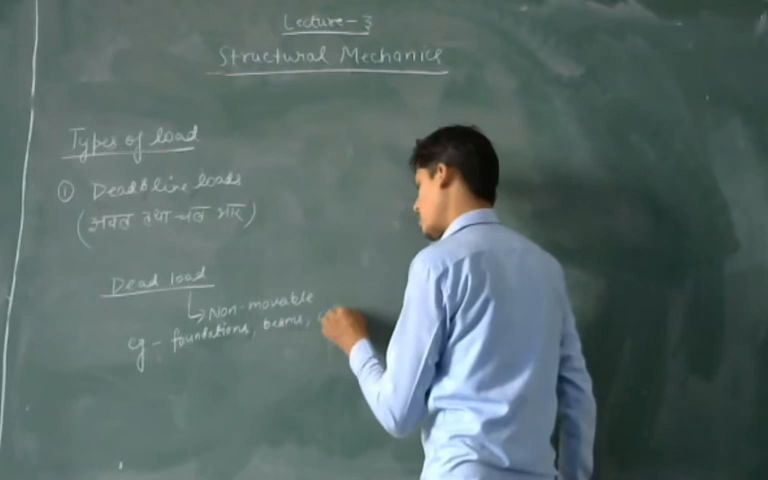 Lecture-3
Structural Mechanics
Types of load
① Dead & live loads
(अचल तथा चल भार)
Dead load
↳ Non-movable
eg - foundations, beams,